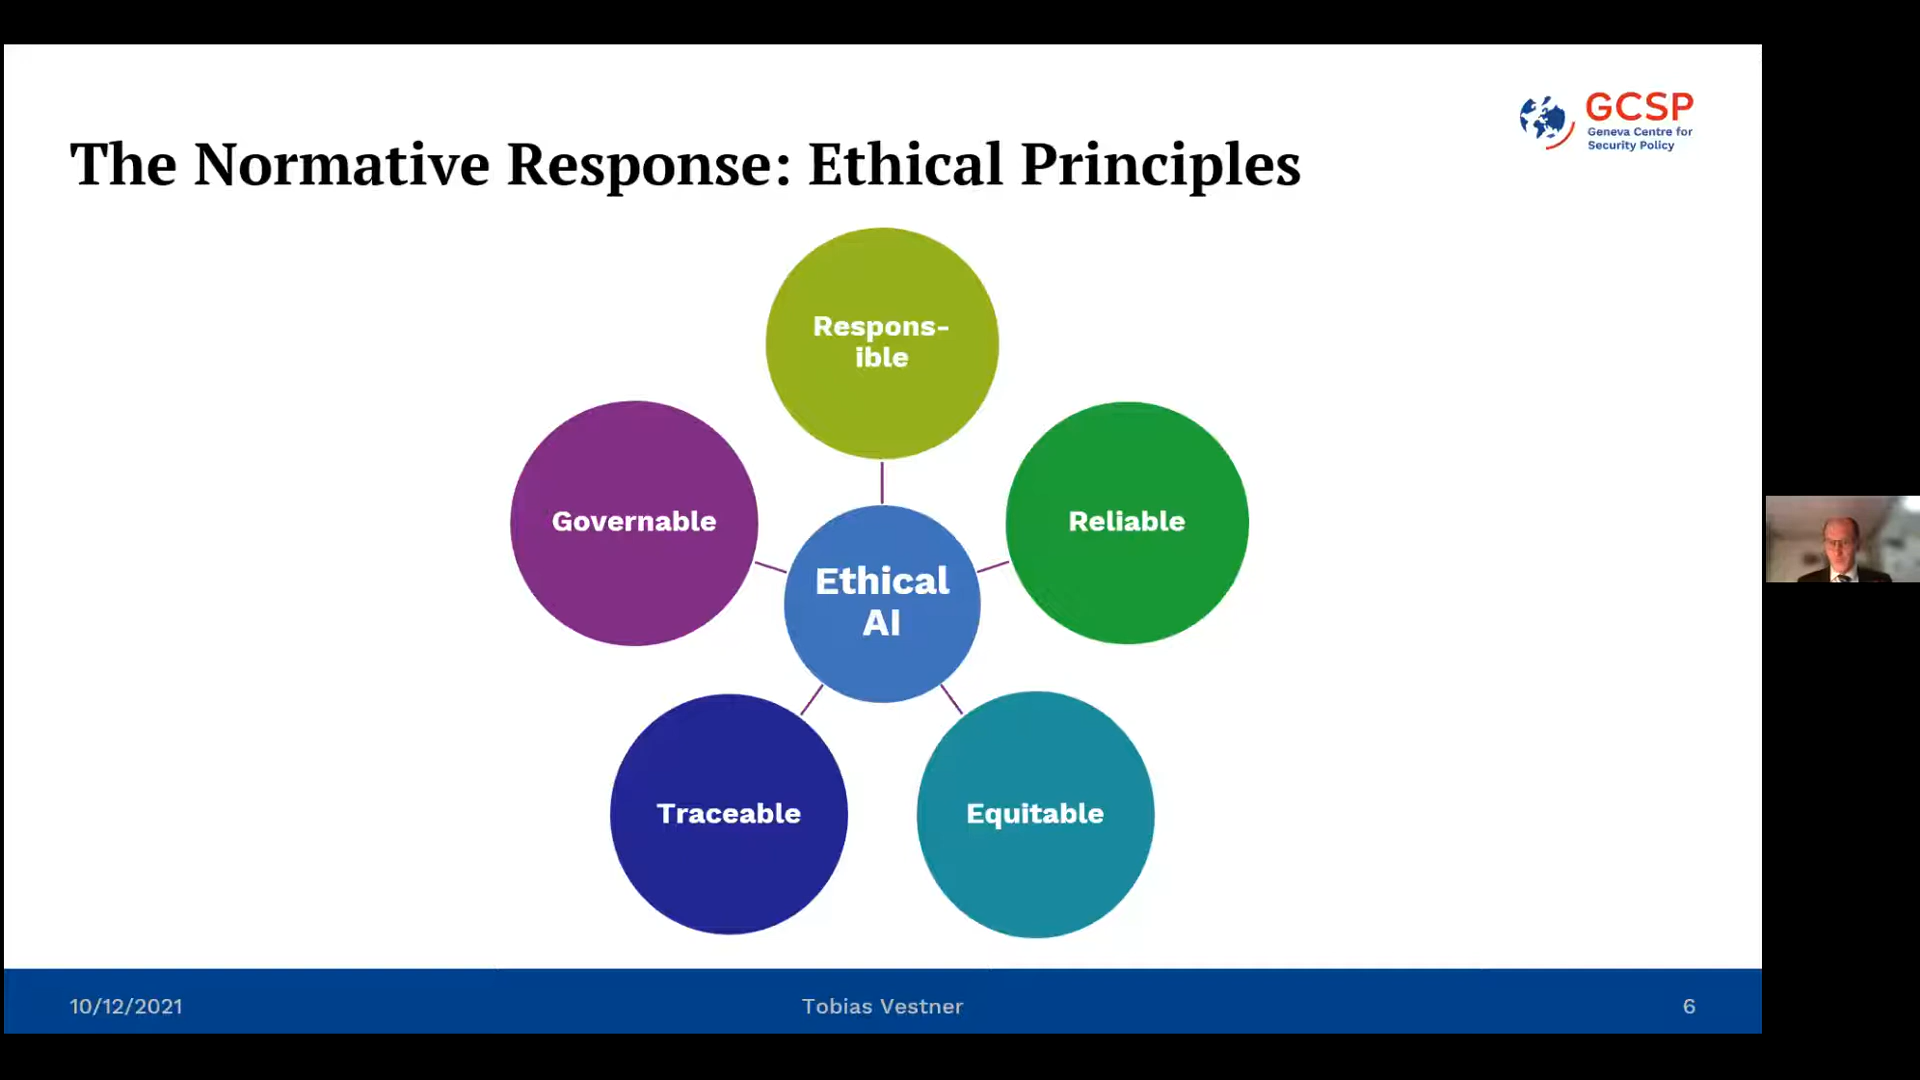 GCSP
Geneva Centre for
Security Policy
The Normative Response: Ethical Principles
Respons-
ible
Governable
Reliable
Ethical
AI
Traceable
Equitable
10/12/2021
Tobias Vestner
6